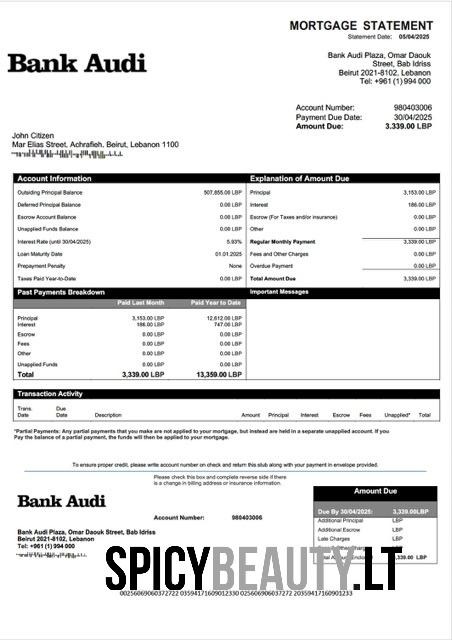 MORTGAGE STATEMENT
Statement Date: 05/04/2025
Bank Audi
Bank Audi Plaza, Omar Daouk
Street, Bab Idriss
Beirut 2021-8102, Lebanon
Tel: +961 (1) 994 000
Account Number: 980403006
Payment Due Date: 30/04/2025
Amount Due: 3.339.00 LBP
John Citizen
Mar Elias Street, Achrafieh. Beirut, Lebanon 1100
Account Information
Outsiding Principal Balance 507,655.00 LBP
Deferred Principal Balance 0.00 LBP
Escrow Account Balance 0.00 LBP
Unapplied Funds Balance 0.00 LBP
Interest Rate (until 30/04/2025) 5.93%
Loan Maturity Date 01.01.2025
Prepayment Penalty None
Taxes Paid Year-to-Date 0.00 LBP
Explanation of Amount Due
Principal 3,153.00 LBP
Interest 186.00 LBP
Escrow (For Taxes and/or insurance) 0.00 LBP
Other 0.00 LBP
Regular Monthly Payment 3,339.00 LBP
Fees and Other Charges 0.00 LBP
Overdue Payment 0.00 LBP
Total Amount Due 3,339.00 LBP
Past Payments Breakdown
Paid Last Month Paid Year to Date
Principal 3,153.00 LBP 12,612.00 LBP
Interest 186.00 LBP 747.00 LBP
Escrow 0.00 LBP 0.00 LBP
Fees 0.00 LBP 0.00 LBP
Other 0.00 LBP 0.00 LBP
Unapplied Funds 0.00 LBP 0.00 LBP
Total 3,339.00 LBP 13,359.00 LBP
Important Messages
Transaction Activity
Trans. Date Due Date Description Amount Principal Interest Escrow Fees Unapplied* Total
*Partial Payments: Any partial payments that you make are not applied to your mortgage, but instead are held in a separate unapplied account. If you
Pay the balance of a partial payment, the funds will then be applied to your mortgage.
To ensure proper credit, please write account number on check and return this stub along with your payment in envelope provided.
Please check this box and complete reverse side if there
is a change in billing address or insurance information.
Bank Audi
Account Number: 980403006
Bank Audi Plaza, Omar Daouk Street, Bab Idriss
Beirut 2021-8102, Lebanon
Tel: +961 (1) 994 000
Amount Due
Due By 30/04/2025: 3,339.00LBP
Additional Principal LBP
Additional Escrow LBP
Late Charges LBP
LBP
3,339.00 LBP
SPICYBEAUTY.LT